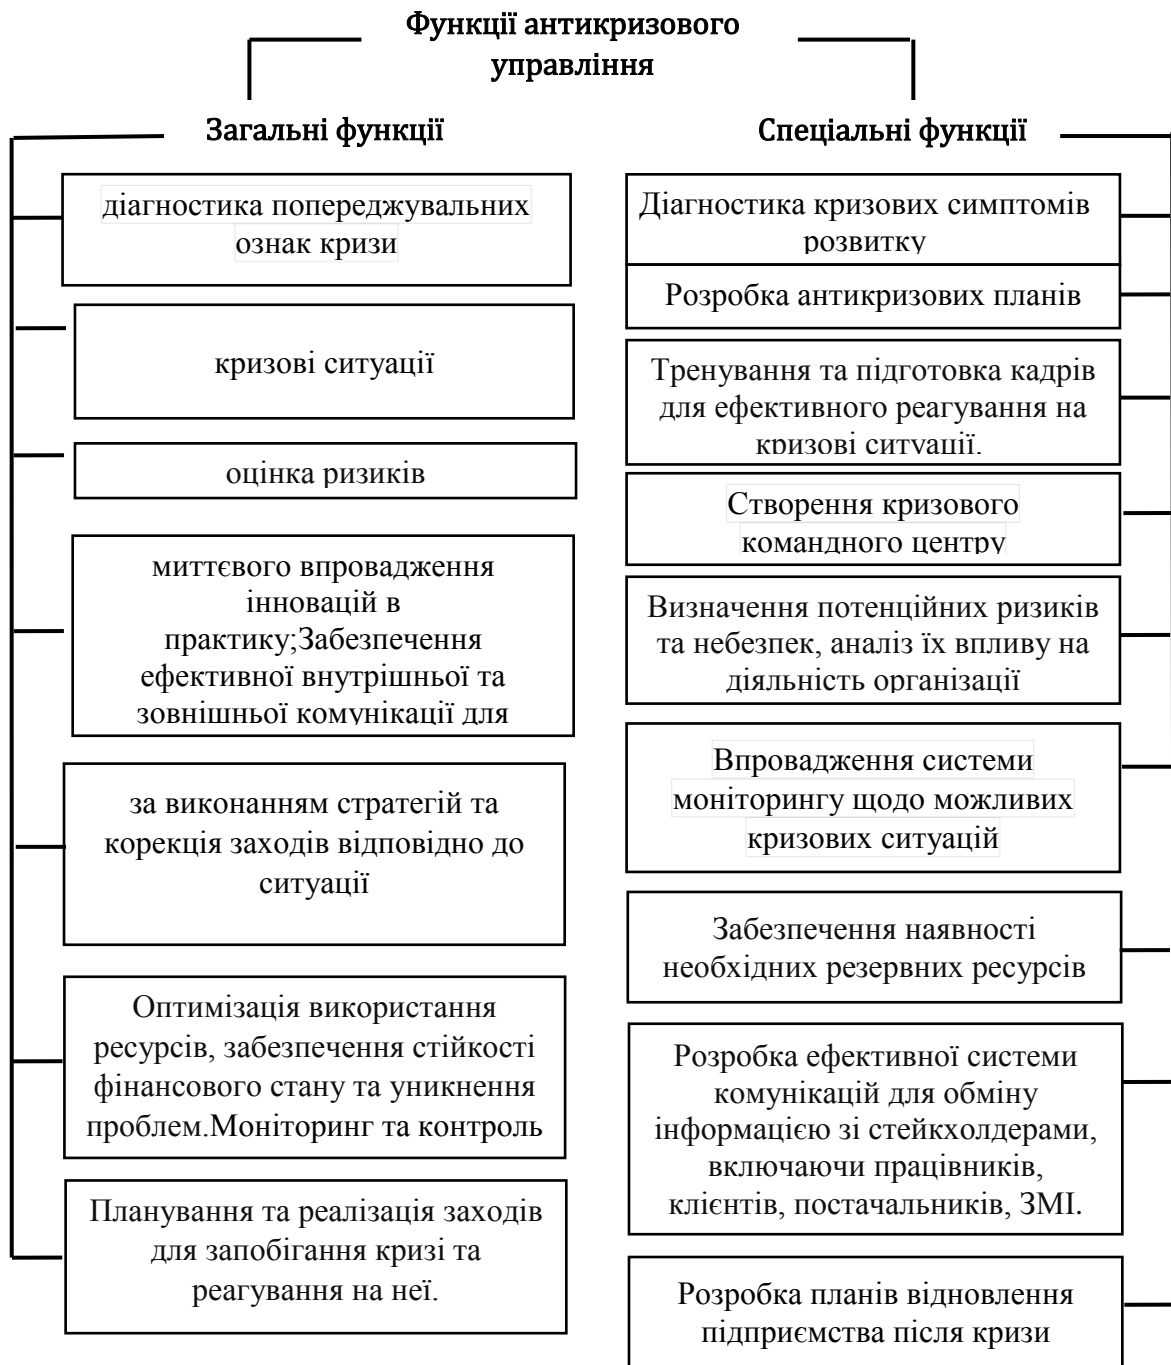 Функції антикризового
управління
Загальні функції
діагностика попереджувальних
ознак кризи
кризові ситуації
оцінка ризиків
миттєвого впровадження
інновацій в
практику;Забезпечення
ефективної внутрішньої та
зовнішньої комунікації для
за виконанням стратегій та
корекція заходів відповідно до
ситуації
Оптимізація використання
ресурсів, забезпечення стійкості
фінансового стану та уникнення
проблем.Моніторинг та контроль
Планування та реалізація заходів
для запобігання кризі та
реагування на неї.
Спеціальні функції
Діагностика кризових симптомів
розвитку
Розробка антикризових планів
Тренування та підготовка кадрів
для ефективного реагування на
кризові ситуації.
Створення кризового
командного центру
Визначення потенційних ризиків
та небезпек, аналіз їх впливу на
діяльність організації
Впровадження системи
моніторингу щодо можливих
кризових ситуацій
Забезпечення наявності
необхідних резервних ресурсів
Розробка ефективної системи
комунікацій для обміну
інформацією зі стейкхолдерами,
включаючи працівників,
клієнтів, постачальників, ЗМІ.
Розробка планів відновлення
підприємства після кризи